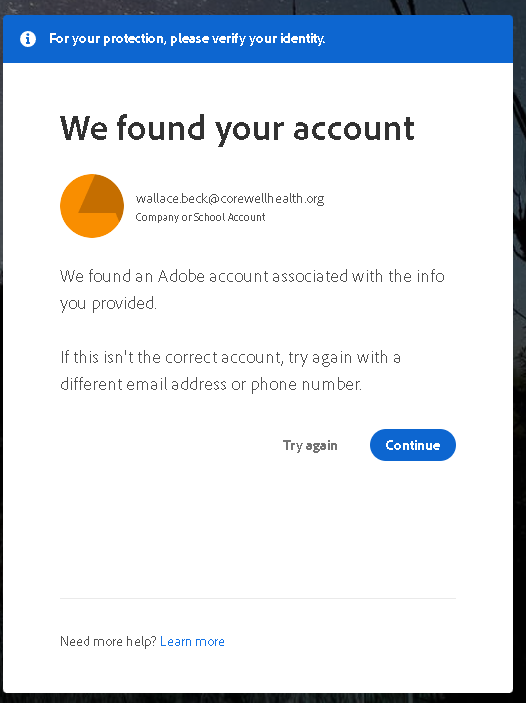 For your protection, please verify your identity.
We found your account
wallace.beck@corewellhealth.org
Company or School Account
We found an Adobe account associated with the info
you provided.
If this isn't the correct account, try again with a
different email address or phone number.
Try again
Continue
Need more help? Learn more